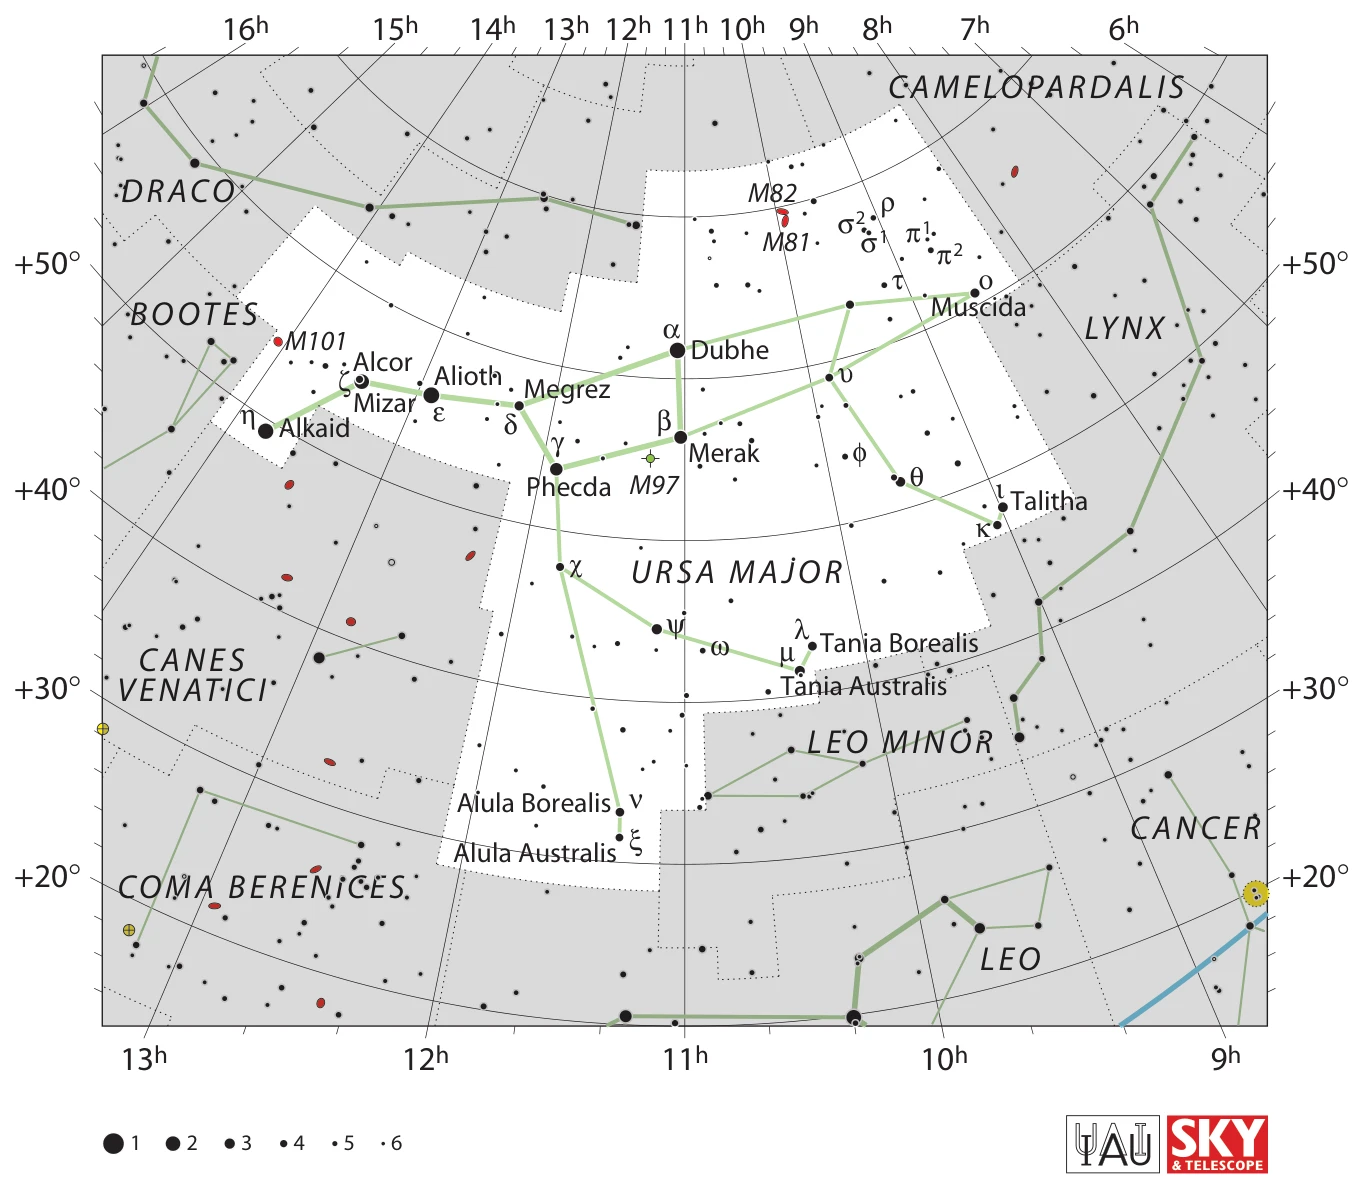 16h 15h 14h 13h 12h 11h 10h 9h 8h 7h 6h
CAMELOPARDALIS
DRACO
M82
M81
ρ
σ2
σ1
π1
π2
+50°
+50°
τ
ο
Muscida
BOOTES
LYNX
M101
α
Dubhe
Alcor
ζ
Mizar
Alioth
ε
Megrez
δ
υ
η
Alkaid
γ
β
Merak
Phecda
M97
φ
θ
+40°
+40°
ι
Talitha
κ
χ
URSA MAJOR
ψ
ω
λ
Tania Borealis
μ
Tania Australis
CANES
VENATICI
+30°
+30°
LEO MINOR
Alula Borealis
ν
ξ
Alula Australis
CANCER
+20°
+20°
COMA BERENICES
LEO
13h 12h 11h 10h 9h
1 2 3 4 5 6
IAU
SKY
& TELESCOPE